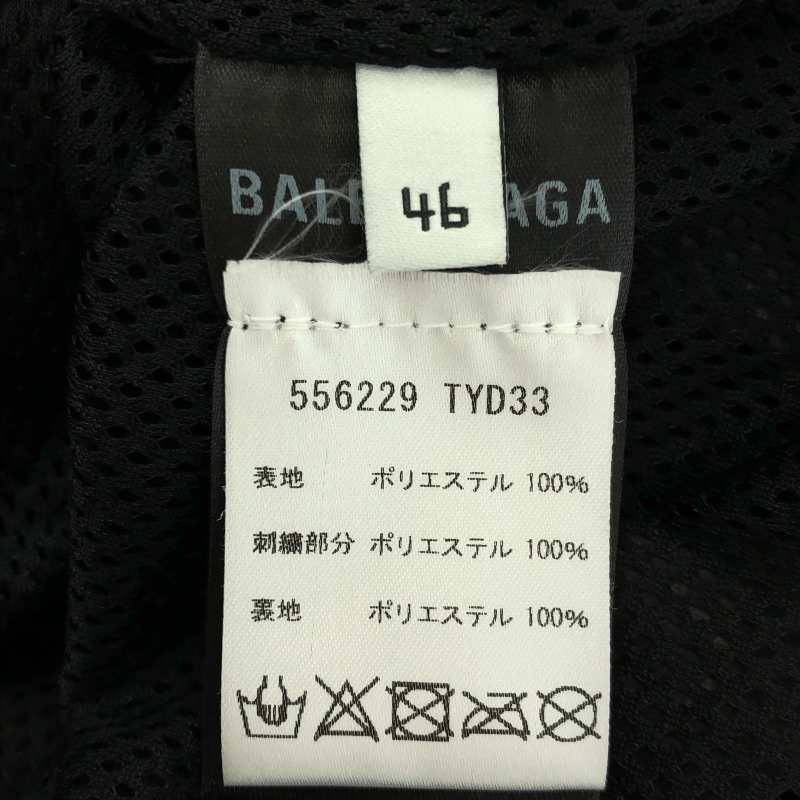 BALE AGA
46
556229 TYD33
表地 ポリエステル 100%
刺繍部分 ポリエステル 100%
裏地 ポリエステル 100%